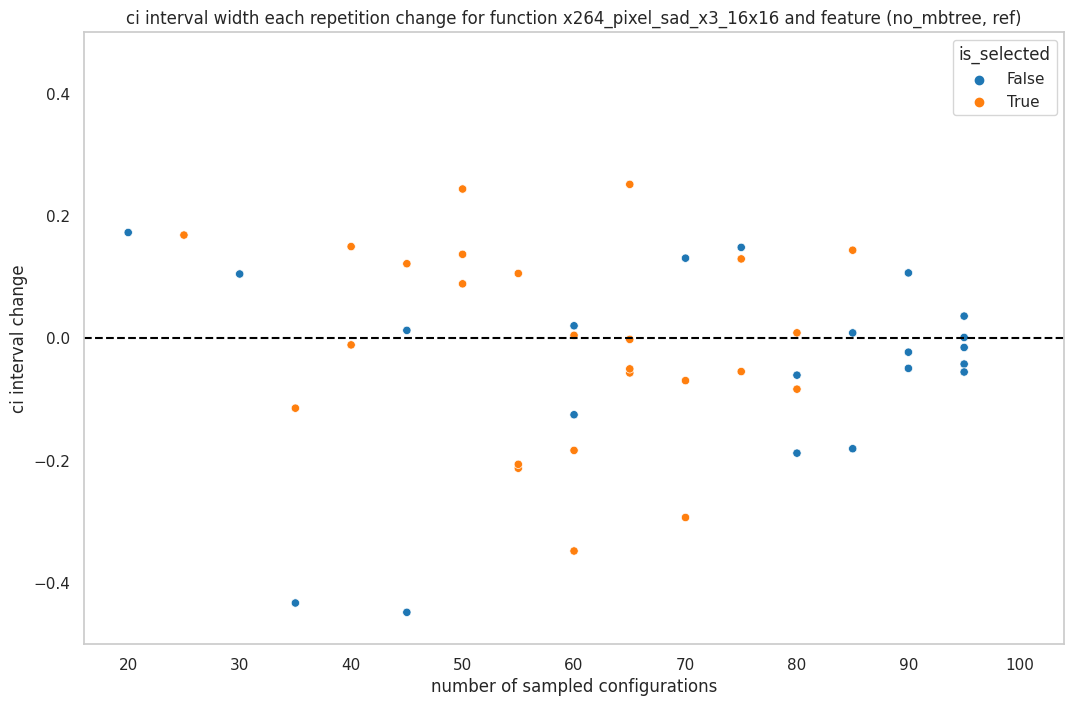 ci interval width each repetition change for function x264_pixel_sad_x3_16x16 and feature (no_mbtree, ref)
is_selected
False
True
ci interval change
0.4
0.2
0.0
−0.2
−0.4
20 30 40 50 60 70 80 90 100
number of sampled configurations